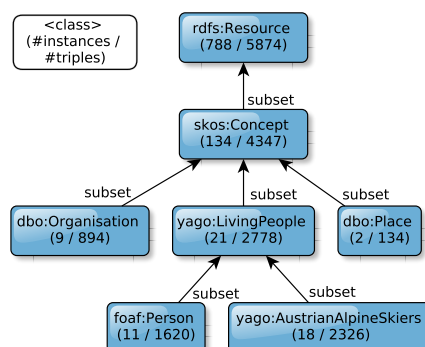 <class>
(#instances /
#triples)
rdfs:Resource
(788 / 5874)
subset
skos:Concept
(134 / 4347)
subset
subset
subset
dbo:Organisation
(9 / 894)
yago:LivingPeople
(21 / 2778)
dbo:Place
(2 / 134)
subset
subset
foaf:Person
(11 / 1620)
yago:AustrianAlpineSkiers
(18 / 2326)